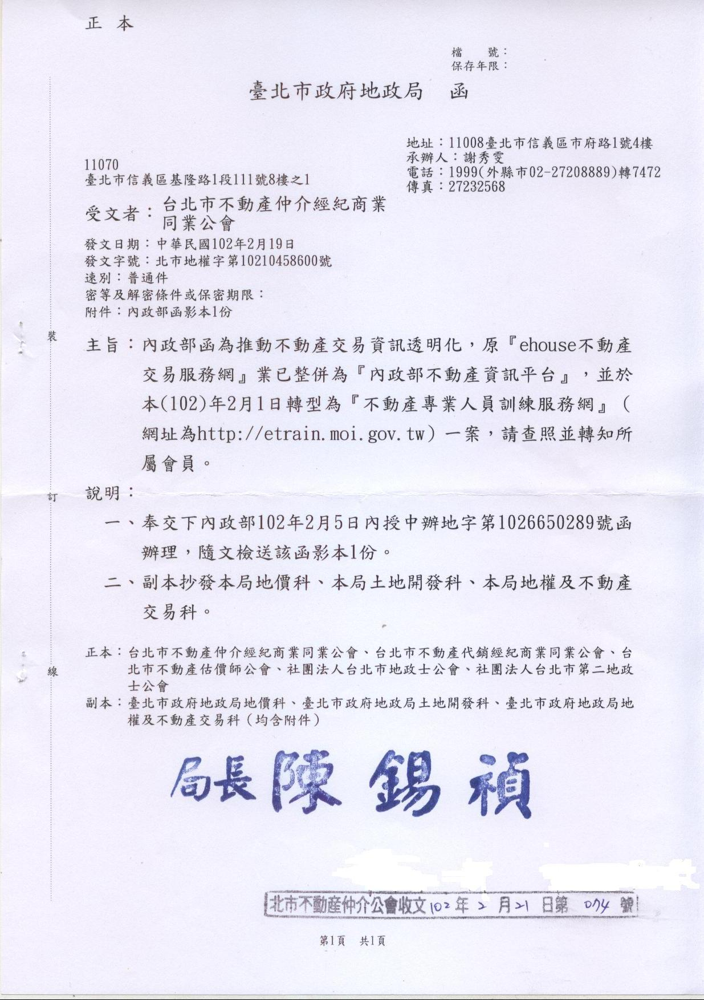 正 本
檔 號：
保存年限：
臺北市政府地政局 函
地址：11008臺北市信義區市府路1號4樓
承辦人：謝秀雯
電話：1999(外縣市02-27208889)轉7472
傳真：27232568
11070
臺北市信義區基隆路1段111號8樓之1
受文者：台北市不動產仲介經紀商業
同業公會
發文日期：中華民國102年2月19日
發文字號：北市地權字第10210458600號
速別：普通件
密等及解密條件或保密期限：
附件：內政部函影本1份
主旨：內政部函為推動不動產交易資訊透明化，原『ehouse不動產
交易服務網』業已整併為『內政部不動產資訊平台』，並於
本(102)年2月1日轉型為『不動產專業人員訓練服務網』（
網址為http://etrain.moi.gov.tw）一案，請查照並轉知所
屬會員。
說明：
一、奉交下內政部102年2月5日內授中辦地字第1026650289號函
辦理，隨文檢送該函影本1份。
二、副本抄發本局地價科、本局土地開發科、本局地權及不動產
交易科。
正本：台北市不動產仲介經紀商業同業公會、台北市不動產代銷經紀商業同業公會、台
北市不動產估價師公會、社團法人台北市地政士公會、社團法人台北市第二地政
士公會
副本：臺北市政府地政局地價科、臺北市政府地政局土地開發科、臺北市政府地政局地
權及不動產交易科（均含附件）
局長 陳錫禎
北市不動產仲介公會收文102年2月21日第074號
第1頁 共1頁
裝
訂
線